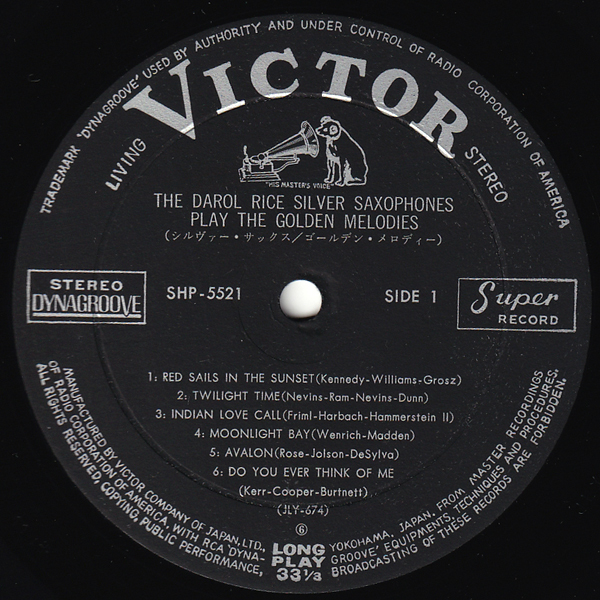 TRADEMARK 'DYNAGROOVE' USED BY AUTHORITY AND UNDER CONTROL OF RADIO CORPORATION OF AMERICA
LIVING
VICTOR
STEREO
"HIS MASTER'S VOICE"
THE DAROL RICE SILVER SAXOPHONES
PLAY THE GOLDEN MELODIES
(シルヴァー・サックス/ゴールデン・メロディー)
STEREO
DYNAGROOVE
SHP-5521
SIDE 1
Super
RECORD
1: RED SAILS IN THE SUNSET(Kennedy-Williams-Grosz)
2: TWILIGHT TIME(Nevins-Ram-Nevins-Dunn)
3: INDIAN LOVE CALL(Friml-Harbach-Hammerstein II)
4: MOONLIGHT BAY(Wenrich-Madden)
5: AVALON(Rose-Jolson-DeSylva)
6: DO YOU EVER THINK OF ME
(Kerr-Cooper-Burtnett)
(JLY-674)
⑥
LONG
PLAY
33⅓
MANUFACTURED BY VICTOR COMPANY OF JAPAN, LTD., YOKOHAMA, JAPAN, FROM MASTER RECORDINGS
OF RADIO CORPORATION OF AMERICA, WITH RCA 'DYNAGROOVE' EQUIPMENTS, TECHNIQUES AND PROCEDURES.
ALL RIGHTS RESERVED, COPYING, PUBLIC PERFORMANCE, BROADCASTING OF THESE RECORDS ARE FORBIDDEN.